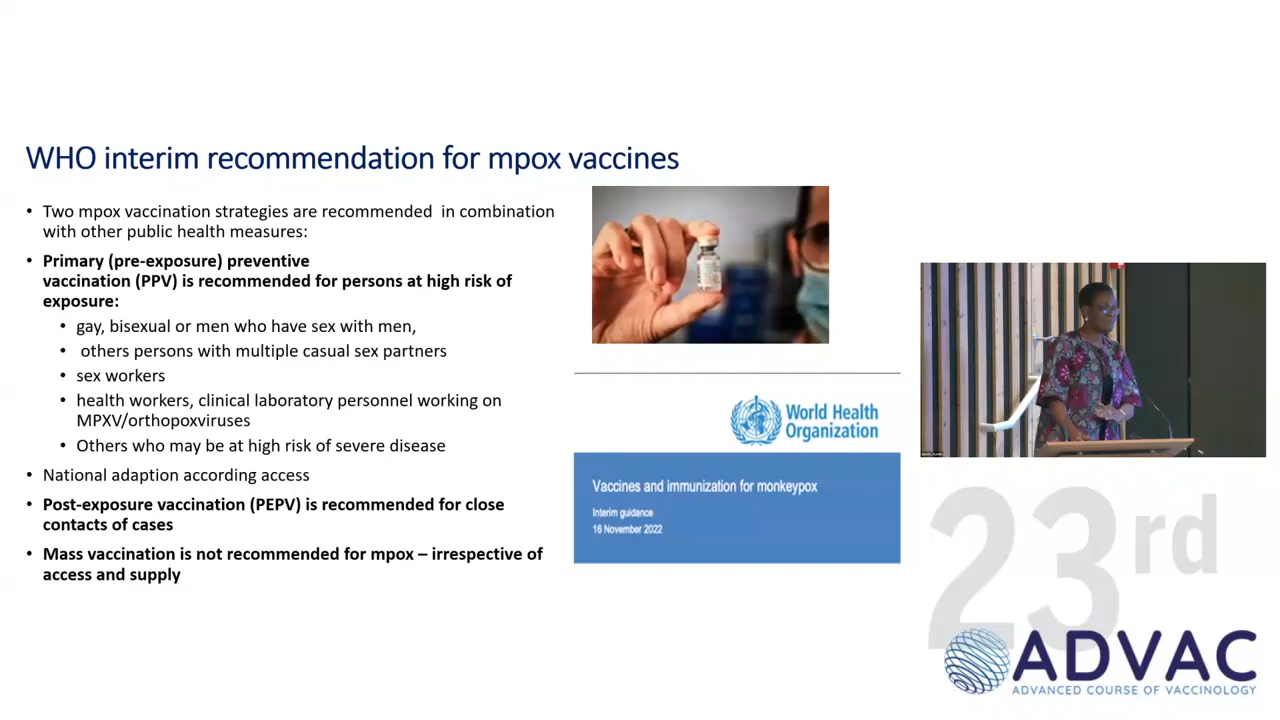 WHO interim recommendation for mpox vaccines
• Two mpox vaccination strategies are recommended in combination
with other public health measures:
• Primary (pre-exposure) preventive
vaccination (PPV) is recommended for persons at high risk of
exposure:
• gay, bisexual or men who have sex with men,
• others persons with multiple casual sex partners
• sex workers
• health workers, clinical laboratory personnel working on
MPXV/orthopoxviruses
• Others who may be at high risk of severe disease
• National adaption according access
• Post-exposure vaccination (PEPV) is recommended for close
contacts of cases
• Mass vaccination is not recommended for mpox – irrespective of
access and supply
World Health
Organization
Vaccines and immunization for monkeypox
Interim guidance
16 November 2022
23rd
ADVAC
ADVANCED COURSE OF VACCINOLOGY